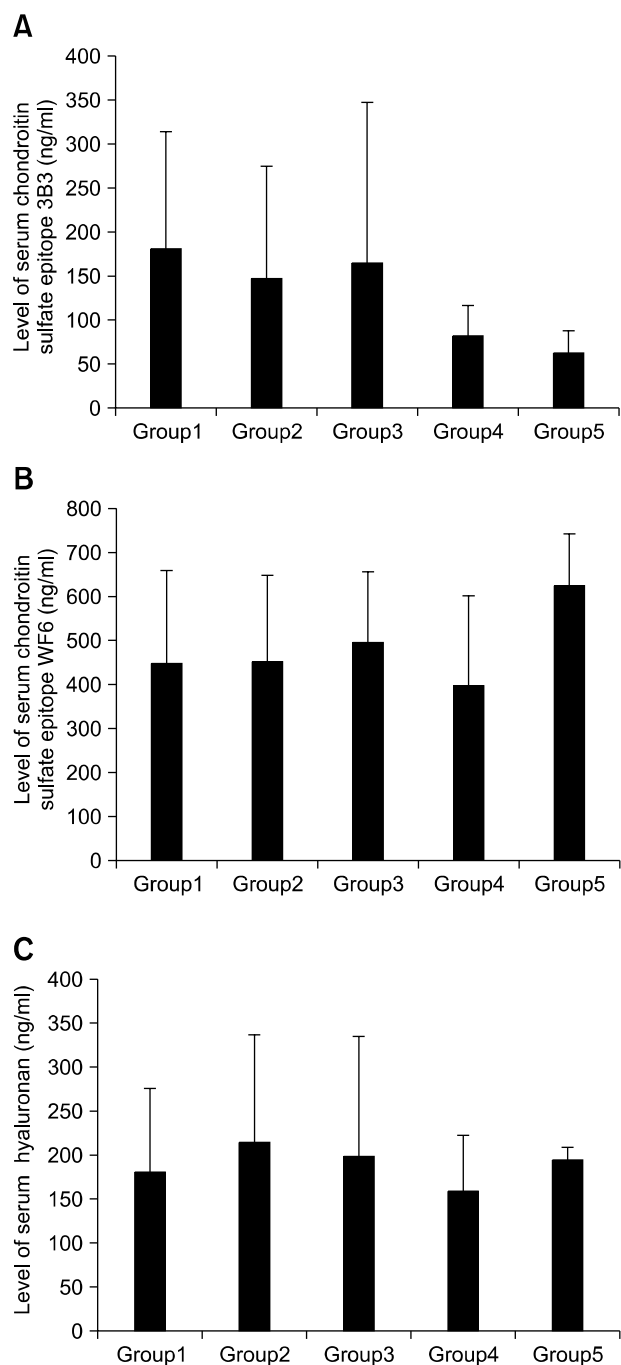 A
Level of serum chondroitin
sulfate epitope 3B3 (ng/ml)
400
350
300
250
200
150
100
50
0
Group1 Group2 Group3 Group4 Group5
B
Level of serum chondroitin
sulfate epitope WF6 (ng/ml)
800
700
600
500
400
300
200
100
0
Group1 Group2 Group3 Group4 Group5
C
Level of serum hyaluronan (ng/ml)
400
350
300
250
200
150
100
50
0
Group1 Group2 Group3 Group4 Group5